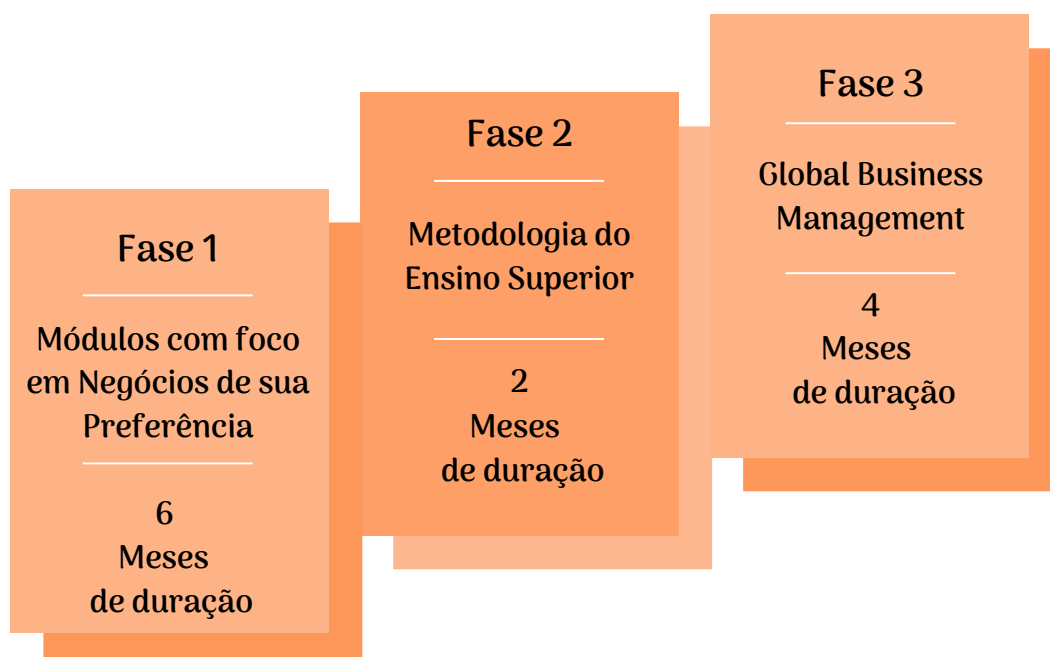 Fase 1
Módulos com foco
em Negócios de sua
Preferência
6
Meses
de duração
Fase 2
Metodologia do
Ensino Superior
2
Meses
de duração
Fase 3
Global Business
Management
4
Meses
de duração